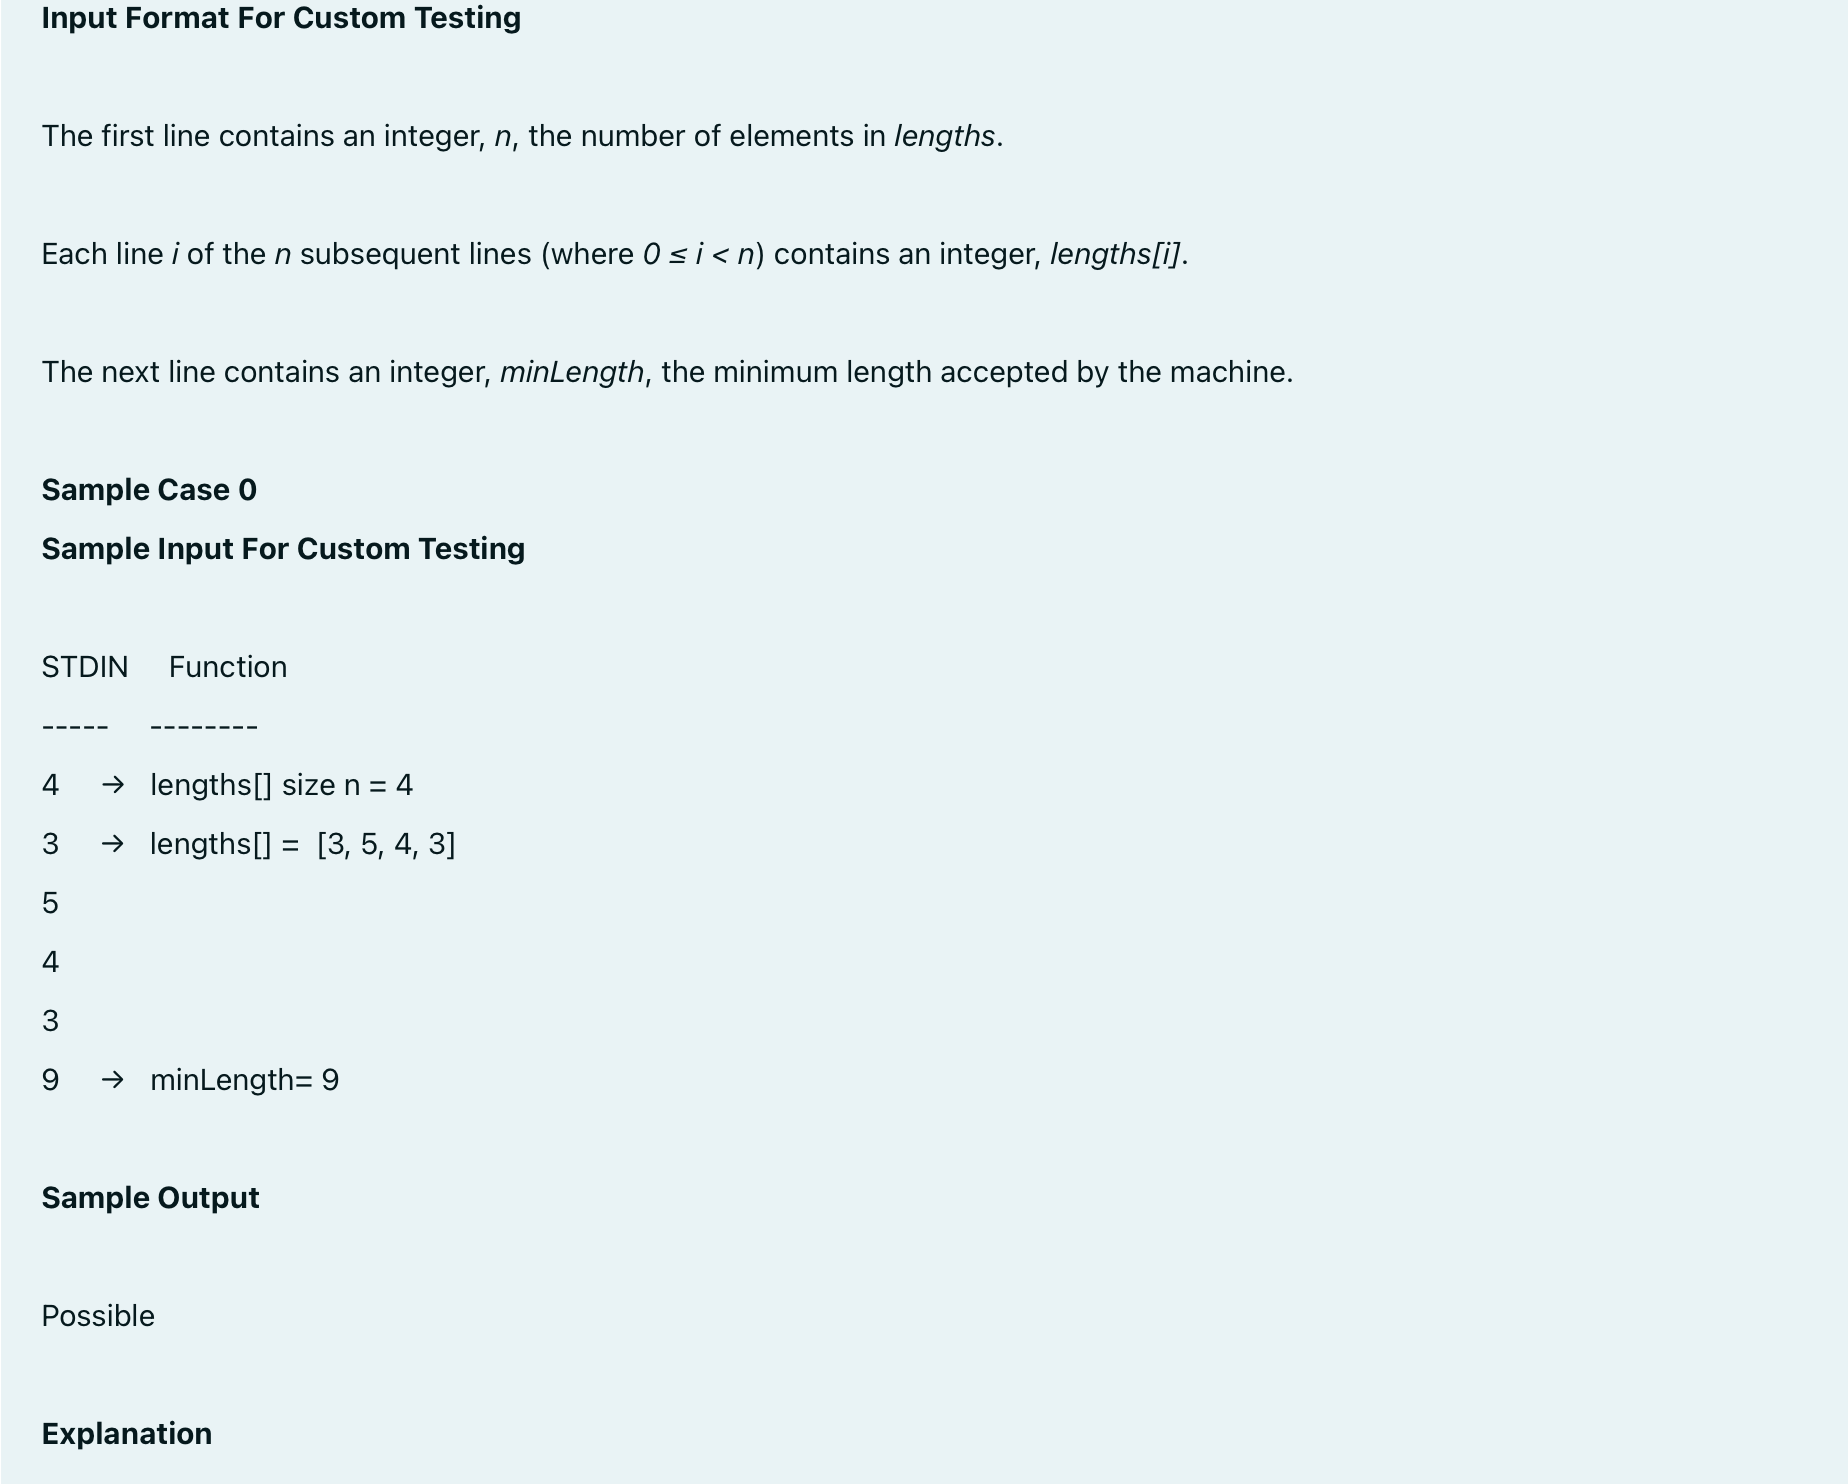 Input Format For Custom Testing
The first line contains an integer, n, the number of elements in lengths.
Each line i of the n subsequent lines (where 0 ≤ i < n) contains an integer, lengths[i].
The next line contains an integer, minLength, the minimum length accepted by the machine.
Sample Case 0
Sample Input For Custom Testing
STDIN Function
----- --------
4 → lengths[] size n = 4
3 → lengths[] = [3, 5, 4, 3]
5
4
3
9 → minLength= 9
Sample Output
Possible
Explanation